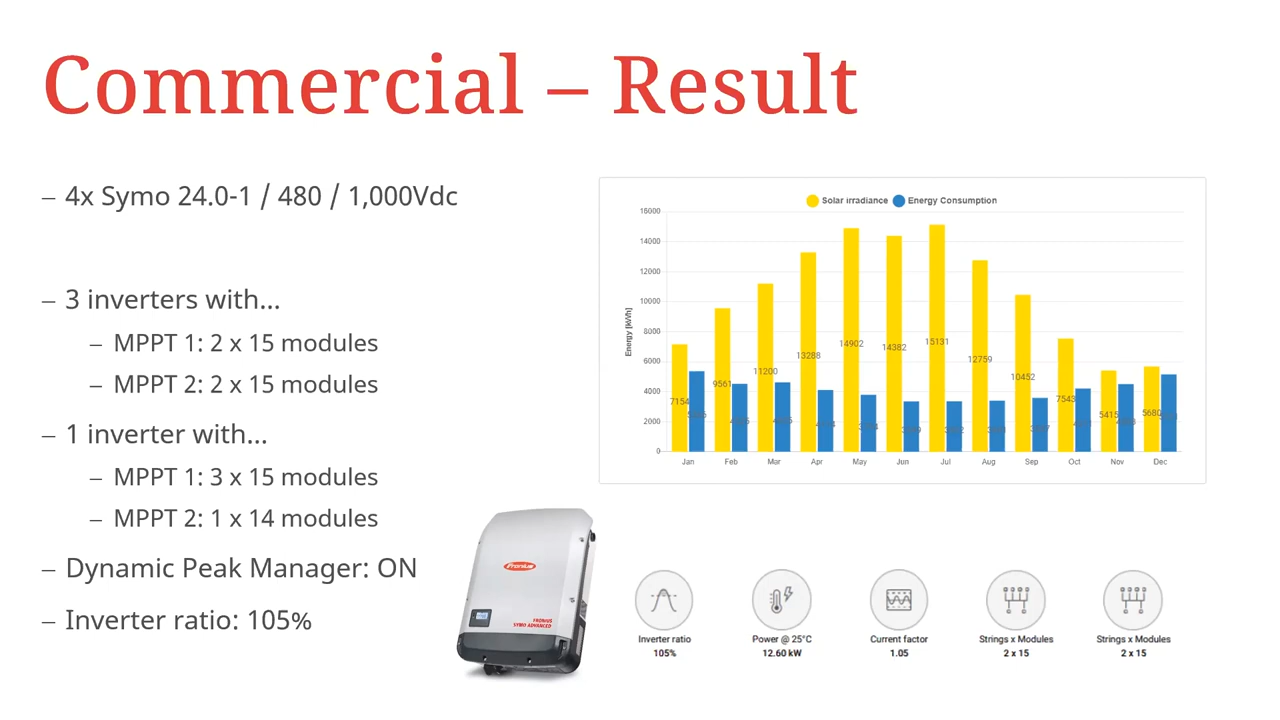 Commercial – Result
– 4x Symo 24.0-1 / 480 / 1,000Vdc
– 3 inverters with...
– MPPT 1: 2 x 15 modules
– MPPT 2: 2 x 15 modules
– 1 inverter with...
– MPPT 1: 3 x 15 modules
– MPPT 2: 1 x 14 modules
– Dynamic Peak Manager: ON
– Inverter ratio: 105%
Solar irradiance Energy Consumption
Energy [kWh]
16000
14000
12000
10000
8000
6000
4000
2000
0
7154 9561 11200 13288 14902 14382 15131 12759 10452 7543 5415 5680
Jan Feb Mar Apr May Jun Jul Aug Sep Oct Nov Dec
Fronius
FRONIUS
SYMO ADVANCED
Inverter ratio
105%
Power @ 25°C
12.60 kW
Current factor
1.05
Strings x Modules
2 x 15
Strings x Modules
2 x 15